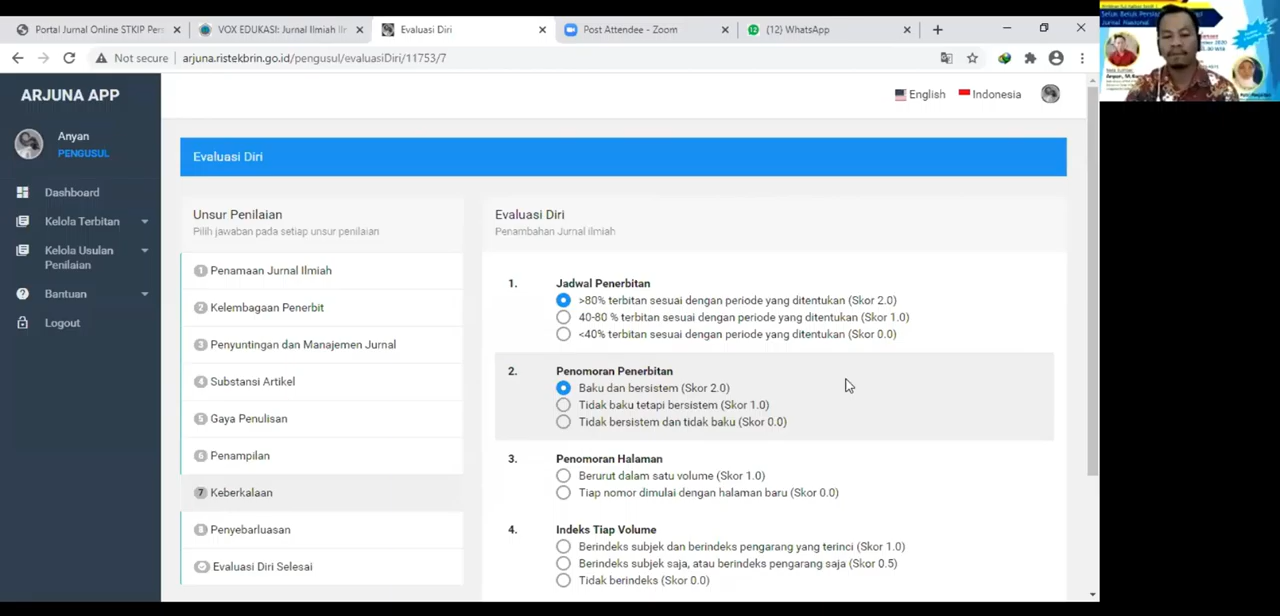 Portal Jurnal Online STKIP Per
VOX EDUKASI: Jurnal Ilmiah Ilm
Evaluasi Diri
Post Attendee - Zoom
(12) WhatsApp
Not secure
arjuna.ristekbrin.go.id/pengusul/evaluasiDiri/11753/7
ARJUNA APP
English
Indonesia
Anyan
PENGUSUL
Dashboard
Kelola Terbitan
Kelola Usulan
Penilaian
Bantuan
Logout
Evaluasi Diri
Unsur Penilaian
Pilih jawaban pada setiap unsur penilaian
1 Penamaan Jurnal Ilmiah
2 Kelembagaan Penerbit
3 Penyuntingan dan Manajemen Jurnal
4 Substansi Artikel
5 Gaya Penulisan
6 Penampilan
7 Keberkalaan
8 Penyebarluasan
Evaluasi Diri Selesai
Evaluasi Diri
Penambahan Jurnal ilmiah
1. Jadwal Penerbitan
>80% terbitan sesuai dengan periode yang ditentukan (Skor 2.0)
40-80 % terbitan sesuai dengan periode yang ditentukan (Skor 1.0)
<40% terbitan sesuai dengan periode yang ditentukan (Skor 0.0)
2. Penomoran Penerbitan
Baku dan bersistem (Skor 2.0)
Tidak baku tetapi bersistem (Skor 1.0)
Tidak bersistem dan tidak baku (Skor 0.0)
3. Penomoran Halaman
Berurut dalam satu volume (Skor 1.0)
Tiap nomor dimulai dengan halaman baru (Skor 0.0)
4. Indeks Tiap Volume
Berindeks subjek dan berindeks pengarang yang terinci (Skor 1.0)
Berindeks subjek saja, atau berindeks pengarang saja (Skor 0.5)
Tidak berindeks (Skor 0.0)
Jurnal Nasional
2020